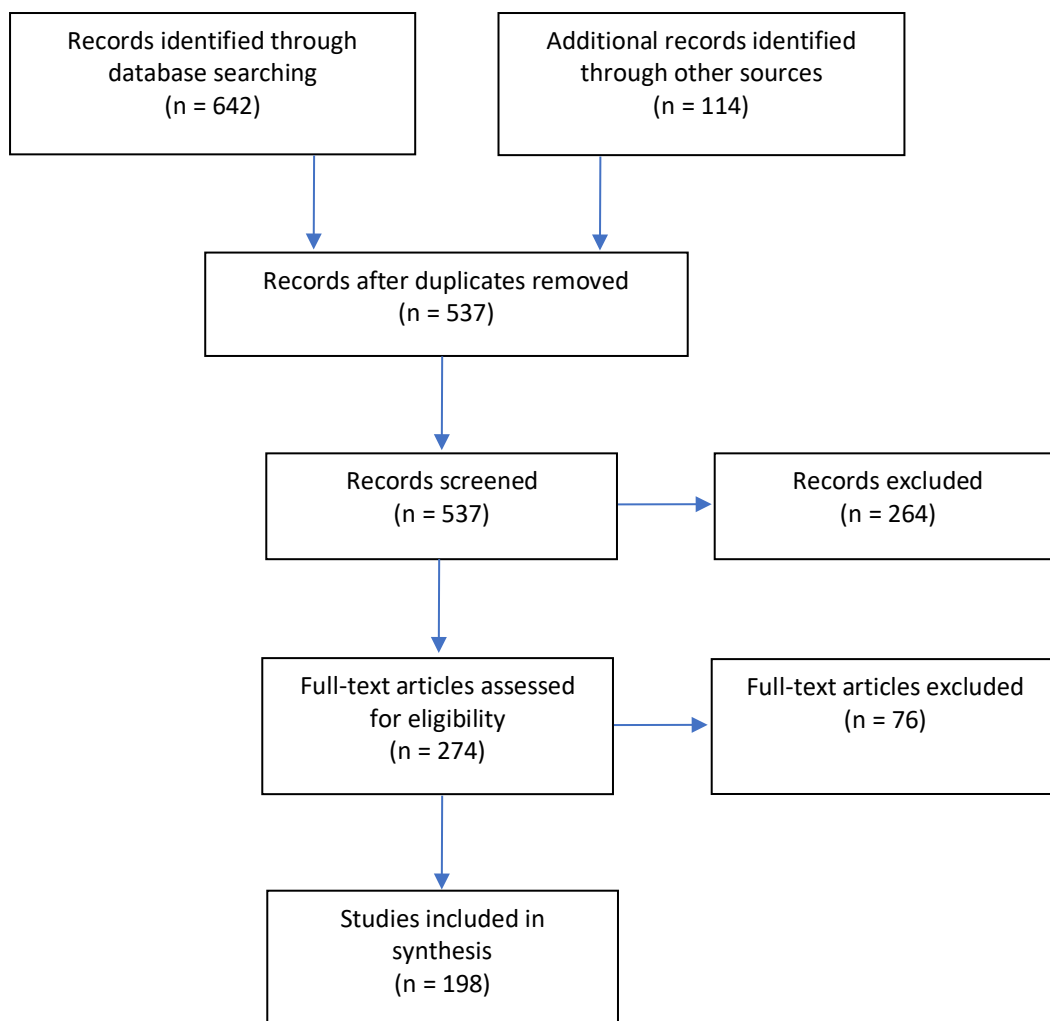 Records identified through
database searching
(n = 642)
Additional records identified
through other sources
(n = 114)
Records after duplicates removed
(n = 537)
Records screened
(n = 537)
Records excluded
(n = 264)
Full-text articles assessed
for eligibility
(n = 274)
Full-text articles excluded
(n = 76)
Studies included in
synthesis
(n = 198)